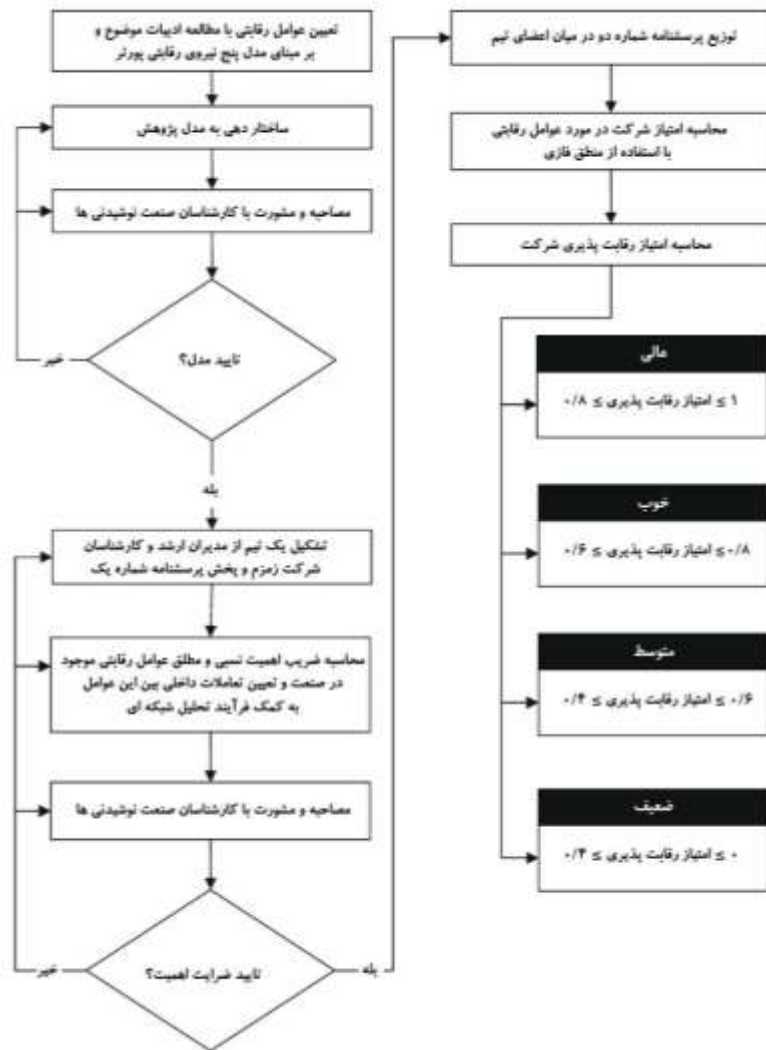 تعیین عوامل رقابتی با مطالعه ادبیات موضوع و
بر مبنای مدل پنج نیروی رقابتی پورتر
ساختار دهی به مدل پژوهش
مصاحبه و مشورت با کارشناسان صنعت نوشیدنی ها
تایید مدل؟
خیر
بله
تشکیل یک تیم از مدیران ارشد و کارشناسان
شرکت زمزم و پخش پرسشنامه شماره یک
محاسبه ضریب اهمیت نسبی و مطلق عوامل رقابتی موجود
در صنعت و تعیین تعاملات داخلی بین این عوامل
به کمک فرآیند تحلیل شبکه ای
مصاحبه و مشورت با کارشناسان صنعت نوشیدنی ها
تایید ضرایت اهمیت؟
خیر
بله
توزیع پرسشنامه شماره دو در میان اعضای تیم
محاسبه امتیاز شرکت در مورد عوامل رقابتی
با استفاده از منطق فازی
محاسبه امتیاز رقابت پذیری شرکت
عالی
۱ ≥ امتیاز رقابت پذیری ≥ ۰/۸
خوب
۰/۸ ≥ امتیاز رقابت پذیری ≥ ۰/۶
متوسط
۰/۶ ≥ امتیاز رقابت پذیری ≥ ۰/۴
ضعیف
۰ ≥ امتیاز رقابت پذیری ≥ ۰/۴